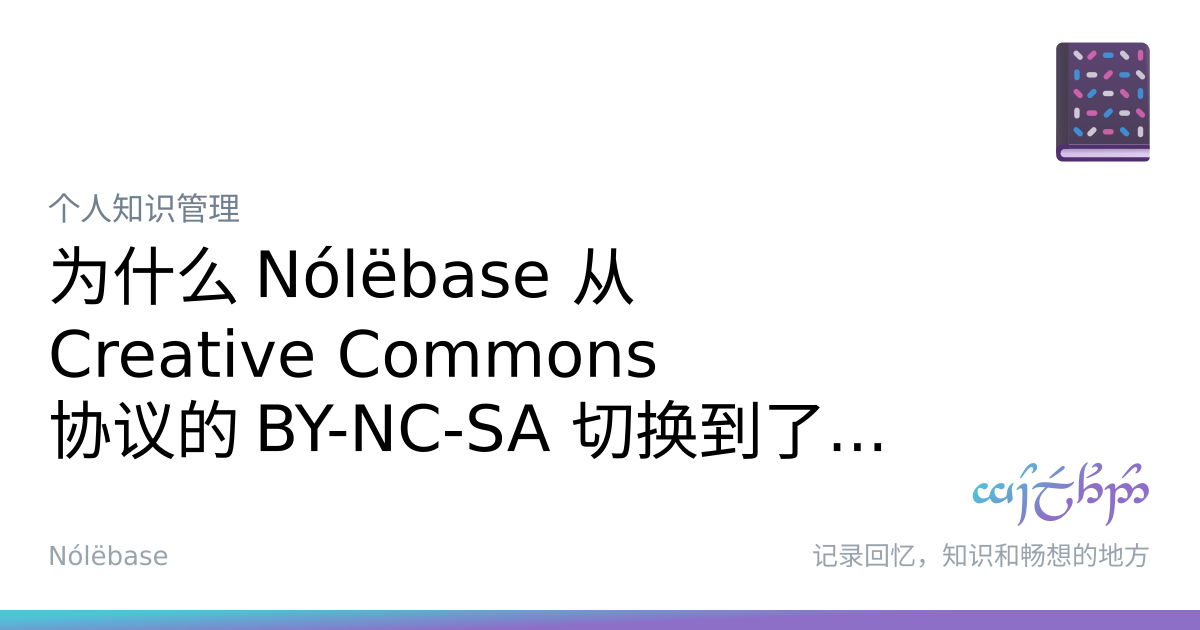 个人知识管理
为什么 Nólëbase 从
Creative Commons
协议的 BY-NC-SA 切换到了...
Nólëbase
记录回忆，知识和畅想的地方